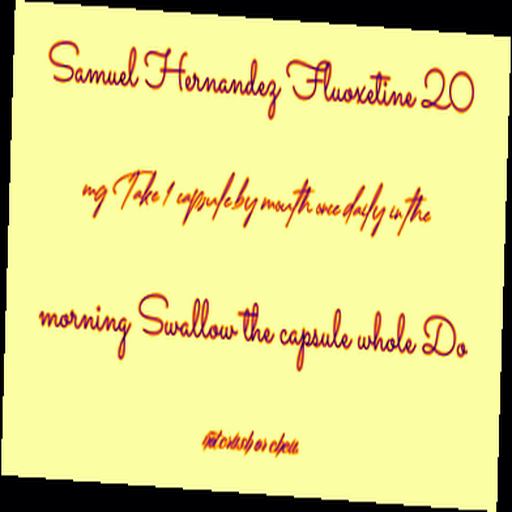 Samuel Hernandez Fluoxetine 20
mg Take 1 capsule by mouth once daily in the
morning Swallow the capsule whole Do
not crush or chew